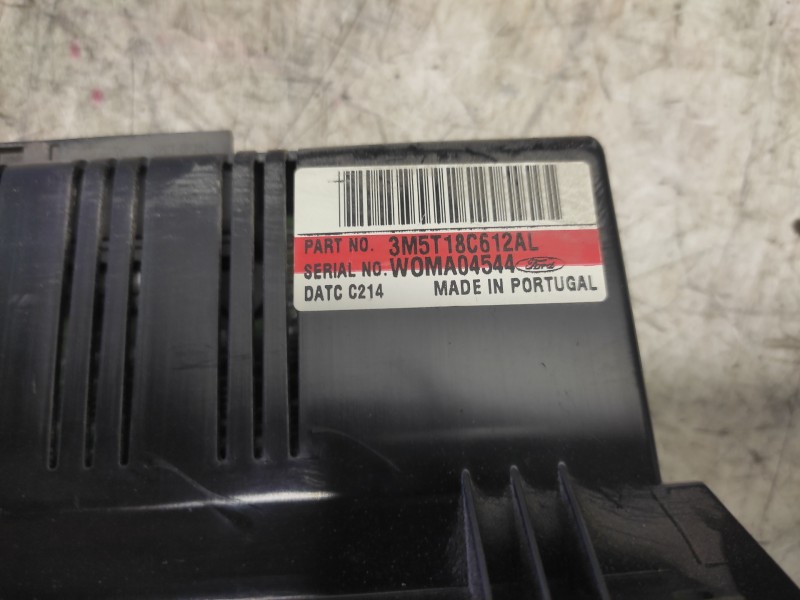 PART NO. 3M5T18C612AL
SERIAL NO. WOMA04544 Ford
DATC C214 MADE IN PORTUGAL